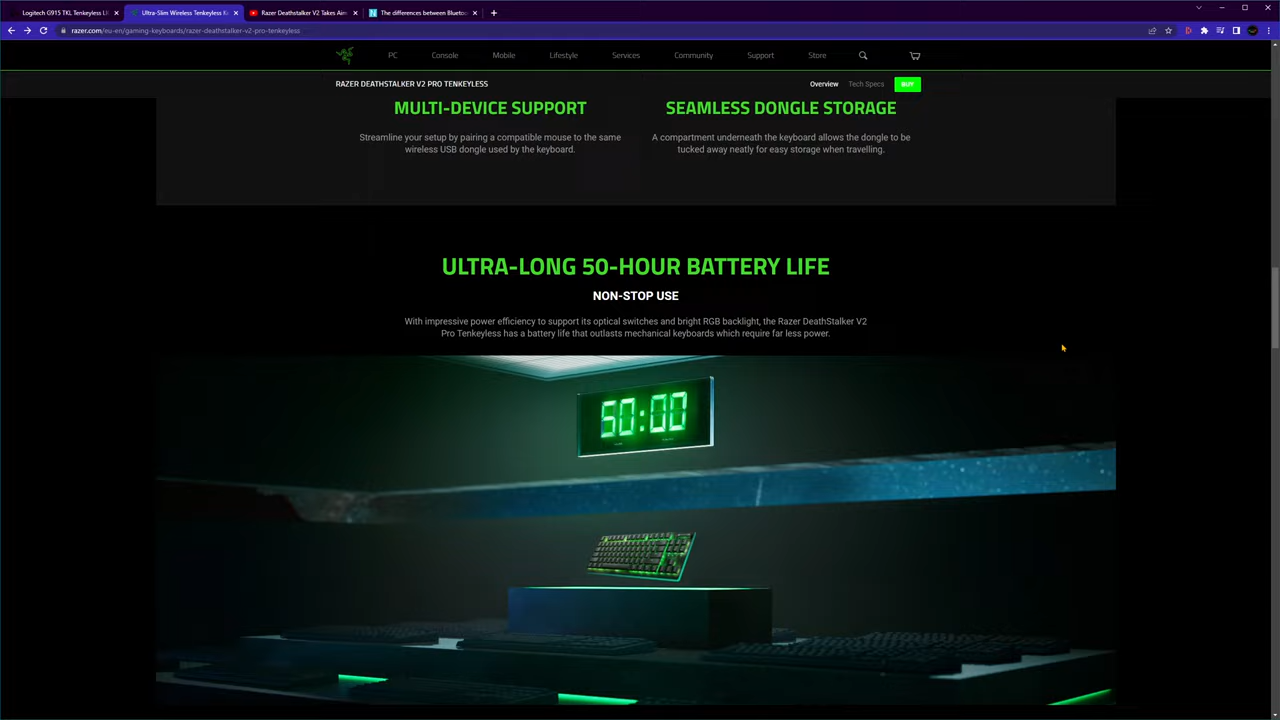 Logitech G915 TKL Tenkeyless LI
Ultra-Slim Wireless Tenkeyless K
Razer Deathstalker V2 Takes Aim
The differences between Bluetoo
razer.com/eu-en/gaming-keyboards/razer-deathstalker-v2-pro-tenkeyless
PC Console Mobile Lifestyle Services Community Support Store
RAZER DEATHSTALKER V2 PRO TENKEYLESS Overview Tech Specs BUY
MULTI-DEVICE SUPPORT
Streamline your setup by pairing a compatible mouse to the same
wireless USB dongle used by the keyboard.
SEAMLESS DONGLE STORAGE
A compartment underneath the keyboard allows the dongle to be
tucked away neatly for easy storage when travelling.
ULTRA-LONG 50-HOUR BATTERY LIFE
NON-STOP USE
With impressive power efficiency to support its optical switches and bright RGB backlight, the Razer DeathStalker V2
Pro Tenkeyless has a battery life that outlasts mechanical keyboards which require far less power.
50:00